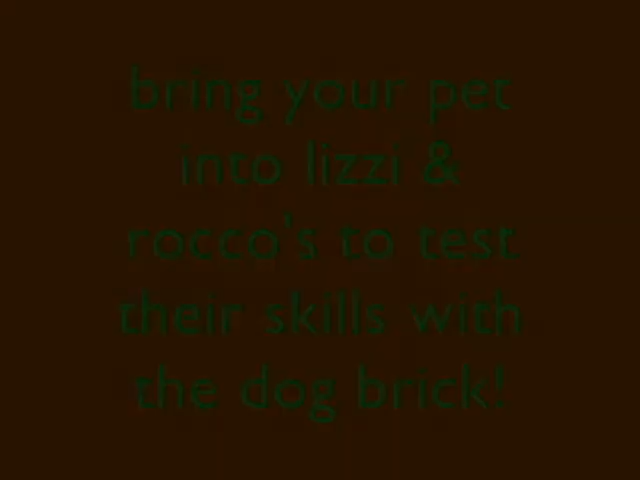 bring your pet
into lizzi &
rocco's to test
their skills with
the dog brick!